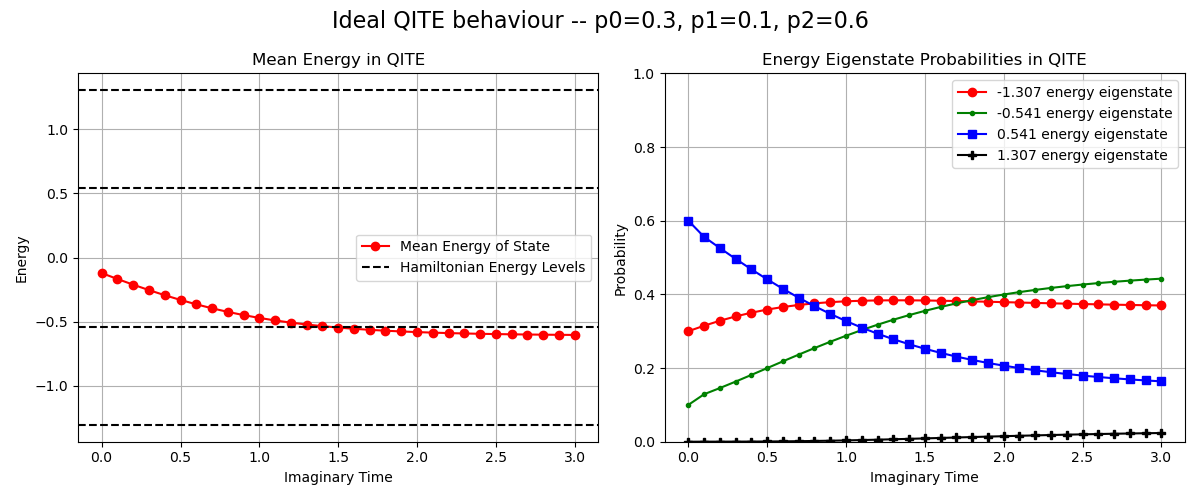 Ideal QITE behaviour -- p0=0.3, p1=0.1, p2=0.6
Mean Energy in QITE
1.0
0.5
0.0
−0.5
−1.0
Energy
Mean Energy of State
Hamiltonian Energy Levels
0.0 0.5 1.0 1.5 2.0 2.5 3.0
Imaginary Time
Energy Eigenstate Probabilities in QITE
1.0
0.8
0.6
0.4
0.2
0.0
Probability
-1.307 energy eigenstate
-0.541 energy eigenstate
0.541 energy eigenstate
1.307 energy eigenstate
0.0 0.5 1.0 1.5 2.0 2.5 3.0
Imaginary Time